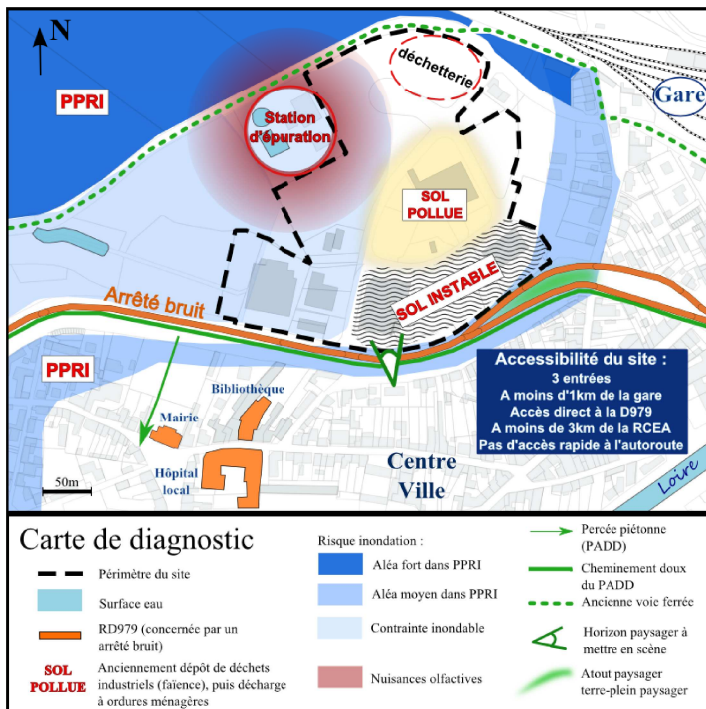 N
PPRI
Station
d'épuration
déchetterie
Gare
SOL
POLLUE
SOL INSTABLE
Arrêté bruit
PPRI
Mairie
Bibliothèque
Hôpital
local
Centre
Ville
Accessibilité du site :
3 entrées
A moins d'1km de la gare
Accès direct à la D979
A moins de 3km de la RCEA
Pas d'accès rapide à l'autoroute
Loire
50m
Carte de diagnostic
Périmètre du site
Surface eau
RD979 (concernée par un
arrêté bruit)
SOL
POLLUE
Anciennement dépôt de déchets
industriels (faïence), puis décharge
à ordures ménagères
Risque inondation :
Aléa fort dans PPRI
Aléa moyen dans PPRI
Contrainte inondable
Nuisances olfactives
Percée piétonne
(PADD)
Cheminement doux
du PADD
Ancienne voie ferrée
Horizon paysager à
mettre en scène
Atout paysager
terre-plein paysager